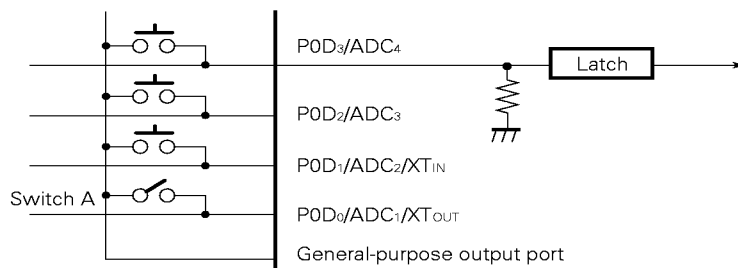 P0D₃/ADC₄
Latch
P0D₂/ADC₃
P0D₁/ADC₂/XTIN
Switch A
P0D₀/ADC₁/XTOUT
General-purpose output port